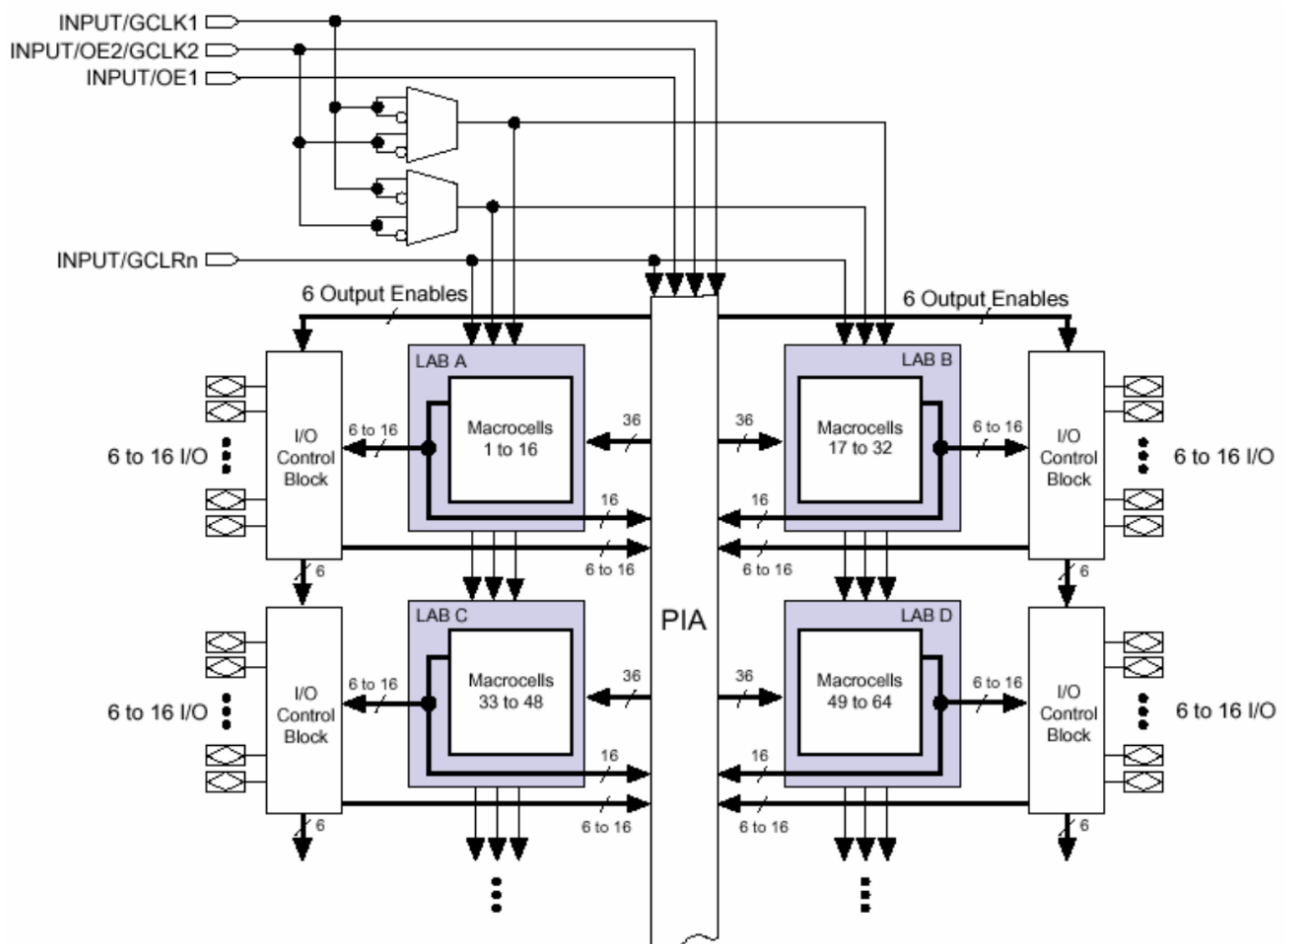 INPUT/GCLK1
INPUT/OE2/GCLK2
INPUT/OE1
INPUT/GCLRn
6 Output Enables
6 Output Enables
LAB A
LAB B
Macrocells
1 to 16
Macrocells
17 to 32
I/O
Control
Block
I/O
Control
Block
6 to 16
36
36
6 to 16
6 to 16 I/O
6 to 16 I/O
16
16
6 to 16
6 to 16
6
6
PIA
LAB C
LAB D
Macrocells
33 to 48
Macrocells
49 to 64
I/O
Control
Block
I/O
Control
Block
6 to 16
36
36
6 to 16
6 to 16 I/O
6 to 16 I/O
16
16
6 to 16
6 to 16
6
6